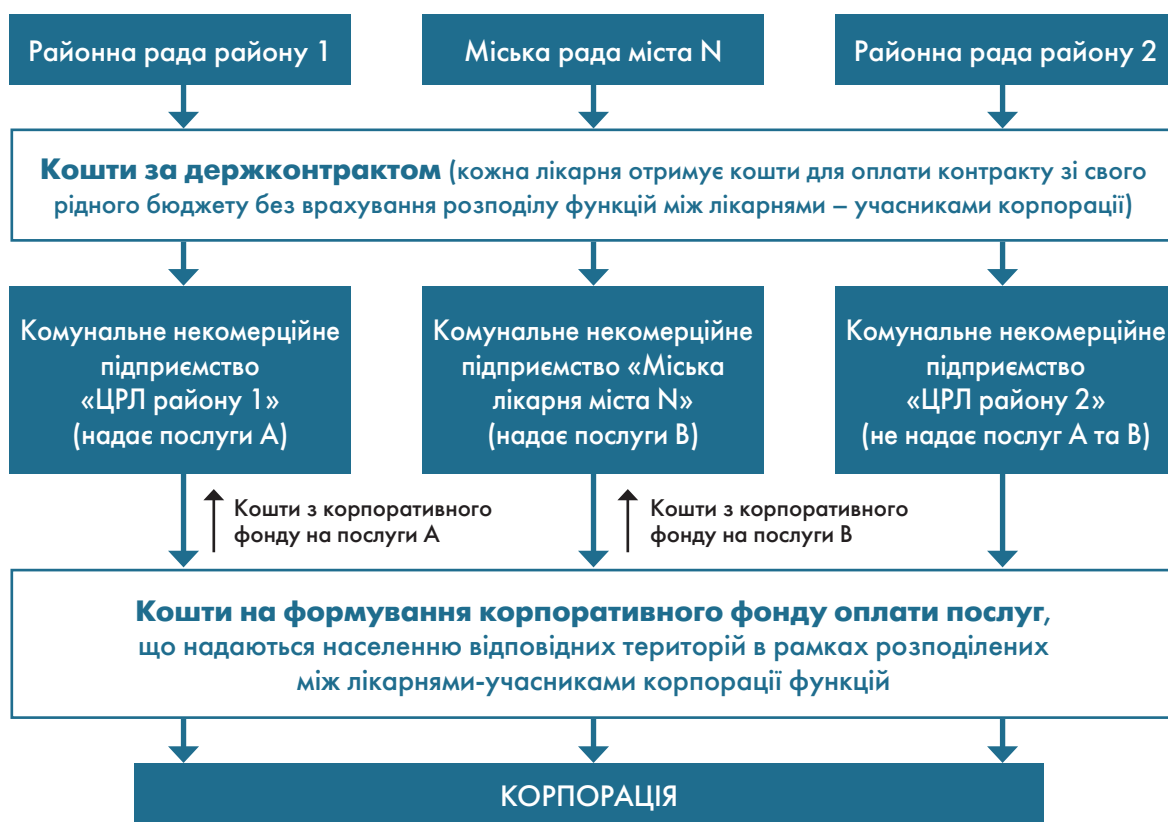 Районна рада району 1
Міська рада міста N
Районна рада району 2
Кошти за держконтрактом (кожна лікарня отримує кошти для оплати контракту зі свого
рідного бюджету без врахування розподілу функцій між лікарнями – учасниками корпорації)
Комунальне некомерційне
підприємство
«ЦРЛ району 1»
(надає послуги А)
Комунальне некомерційне
підприємство «Міська
лікарня міста N»
(надає послуги В)
Комунальне некомерційне
підприємство
«ЦРЛ району 2»
(не надає послуг А та В)
Кошти з корпоративного
фонду на послуги А
Кошти з корпоративного
фонду на послуги В
Кошти на формування корпоративного фонду оплати послуг,
що надаються населенню відповідних територій в рамках розподілених
між лікарнями-учасниками корпорації функцій
КОРПОРАЦІЯ